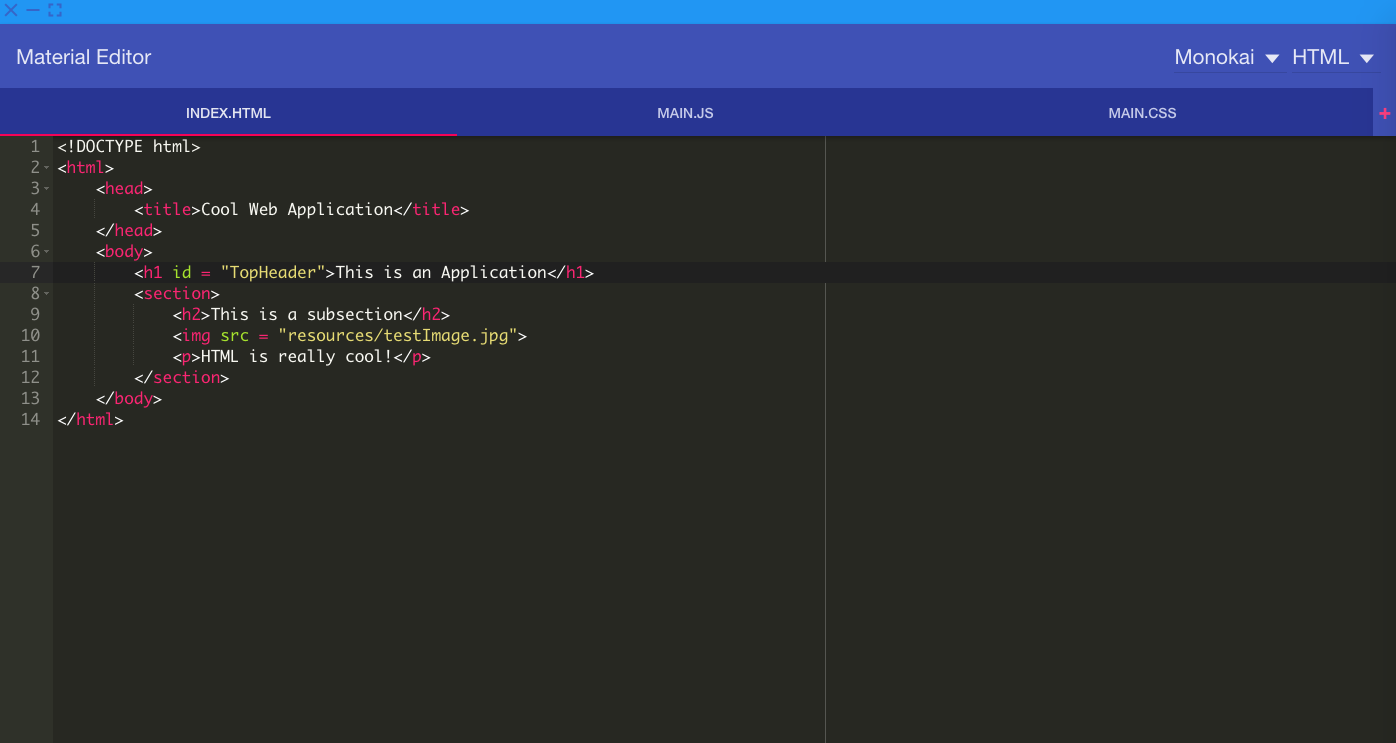 Material Editor
Monokai HTML
INDEX.HTML MAIN.JS MAIN.CSS +
1 <!DOCTYPE html>
2 <html>
3     <head>
4         <title>Cool Web Application</title>
5     </head>
6     <body>
7         <h1 id = "TopHeader">This is an Application</h1>
8         <section>
9             <h2>This is a subsection</h2>
10             <img src = "resources/testImage.jpg">
11             <p>HTML is really cool!</p>
12         </section>
13     </body>
14 </html>